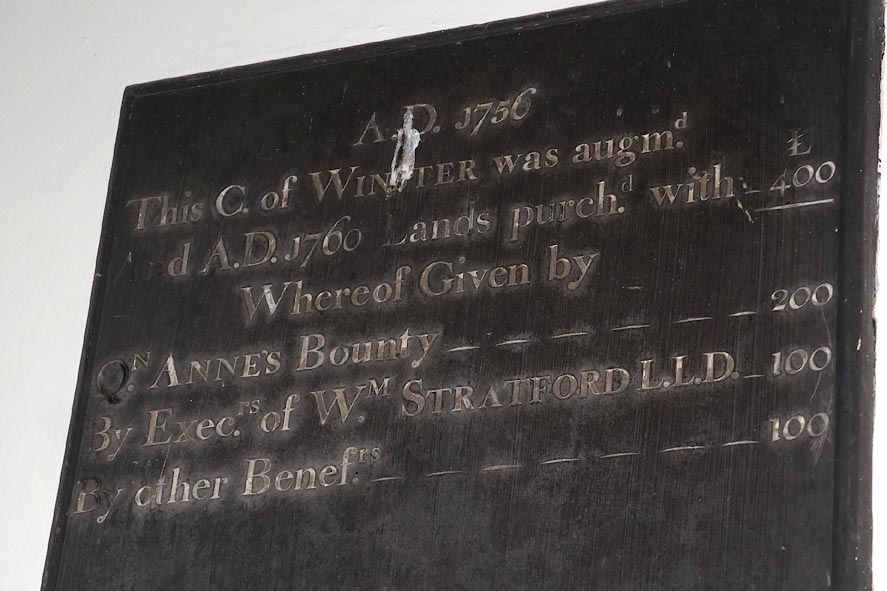 A.D. 1756
This C. of WINSTER was augm.d £
And A.D. 1760 Lands purch.d with 400
Whereof Given by
Q.N ANNE'S Bounty 200
By Exec.rs of W.M STRATFORD L.L.D. 100
By other Benef.rs 100